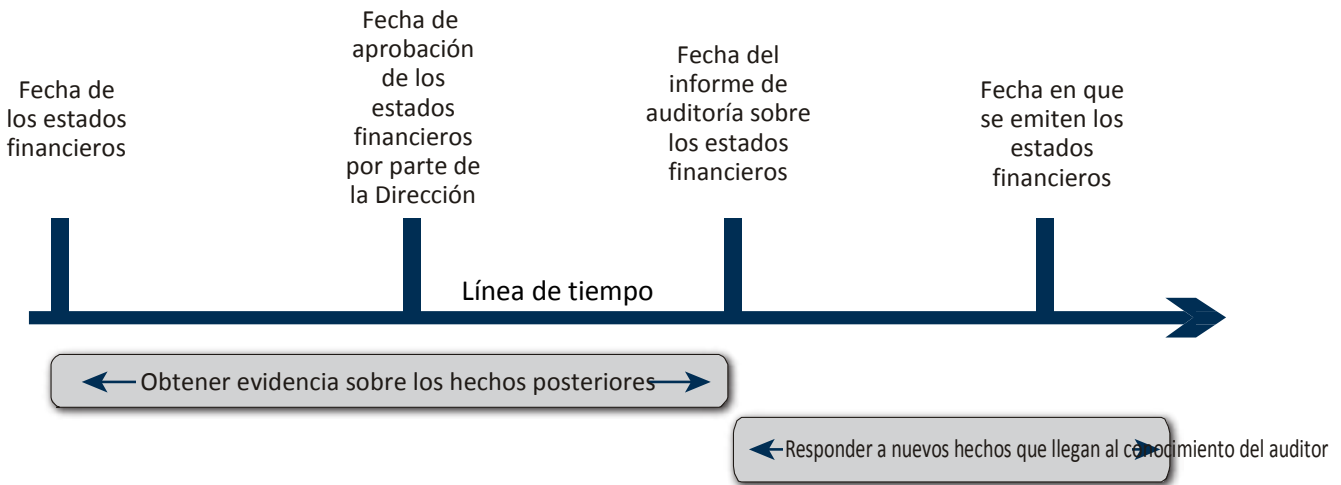 Fecha de
los estados
financieros
Fecha de
aprobación
de los
estados
financieros
por parte de
la Dirección
Fecha del
informe de
auditoría sobre
los estados
financieros
Fecha en que
se emiten los
estados
financieros
Línea de tiempo
Obtener evidencia sobre los hechos posteriores
Responder a nuevos hechos que llegan al conocimiento del auditor